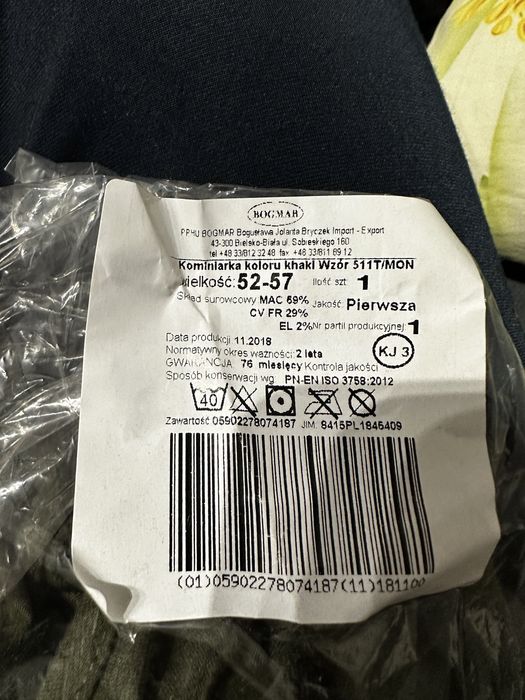 BOGMAR
PPHU BOGMAR Bogusława Jolanta Bryczek Import - Export
43-300 Bielsko-Biała ul. Sobieskiego 160
tel +48 33/812 32 48 fax +48 33/811 89 12
Kominiarka koloru khaki Wzór 511T/MON
ielkość: 52-57 Ilość szt 1
Skład surowcowy MAC 69% Jakość: Pierwsza
CV FR 29%
EL 2% Nr partii produkcyjnej: 1
Data produkcji 11.2018
Normatywny okres ważności: 2 lata KJ 3
GWARANCJA 76 miesięcy Kontrola jakości
Sposób konserwacji wg PN-EN ISO 3758:2012
40
Zawartość 05902278074187 JIM: 8415PL1845409
(01)05902278074187(11)181100